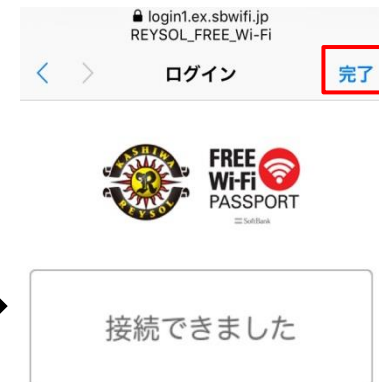 login1.ex.sbwifi.jp
REYSOL_FREE_Wi-Fi
ログイン
完了
KASHIWA
R
REYSOL
FREE
Wi-Fi
PASSPORT
SoftBank
接続できました